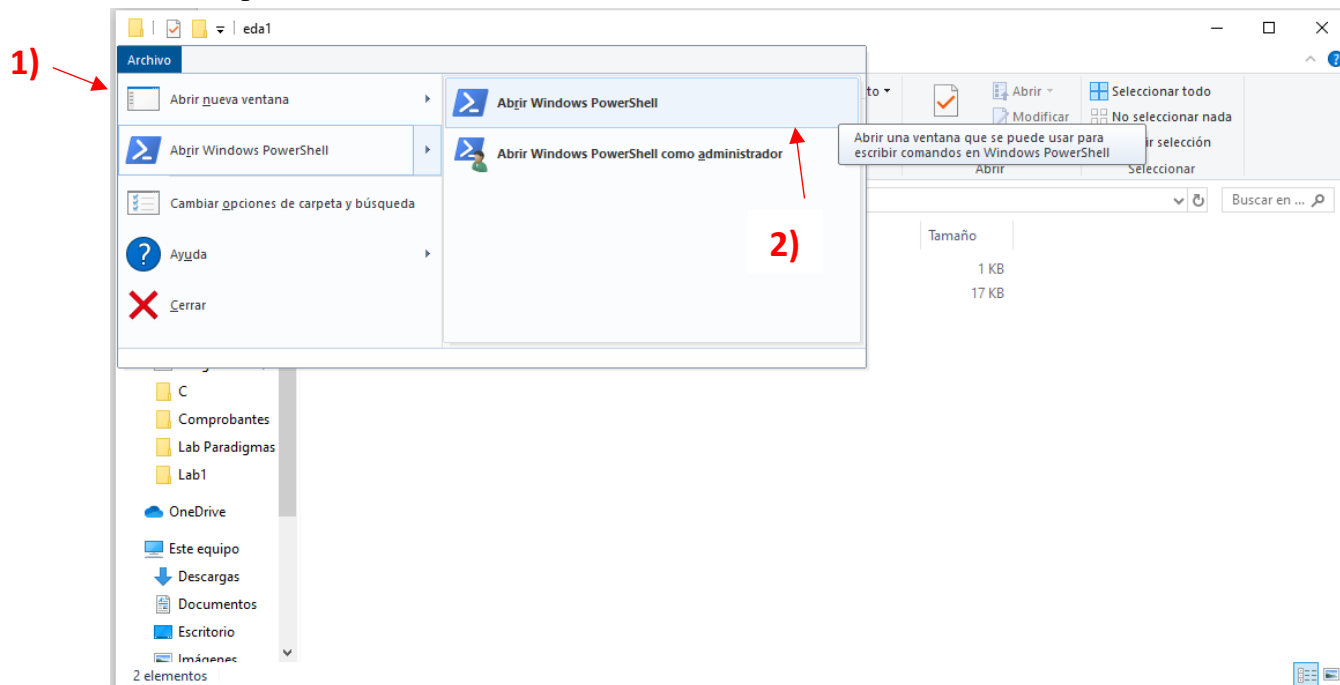 eda1
1)
Archivo
Abrir nueva ventana
Abrir Windows PowerShell
Cambiar opciones de carpeta y búsqueda
Ayuda
Cerrar
Abrir Windows PowerShell
Abrir Windows PowerShell como administrador
2)
to
Abrir
Modificar
Seleccionar todo
No seleccionar nada
ir selección
Abrir
Seleccionar
Abrir una ventana que se puede usar para
escribir comandos en Windows PowerShell
Buscar en ...
Tamaño
1 KB
17 KB
C
Comprobantes
Lab Paradigmas
Lab1
OneDrive
Este equipo
Descargas
Documentos
Escritorio
Imágenes
2 elementos